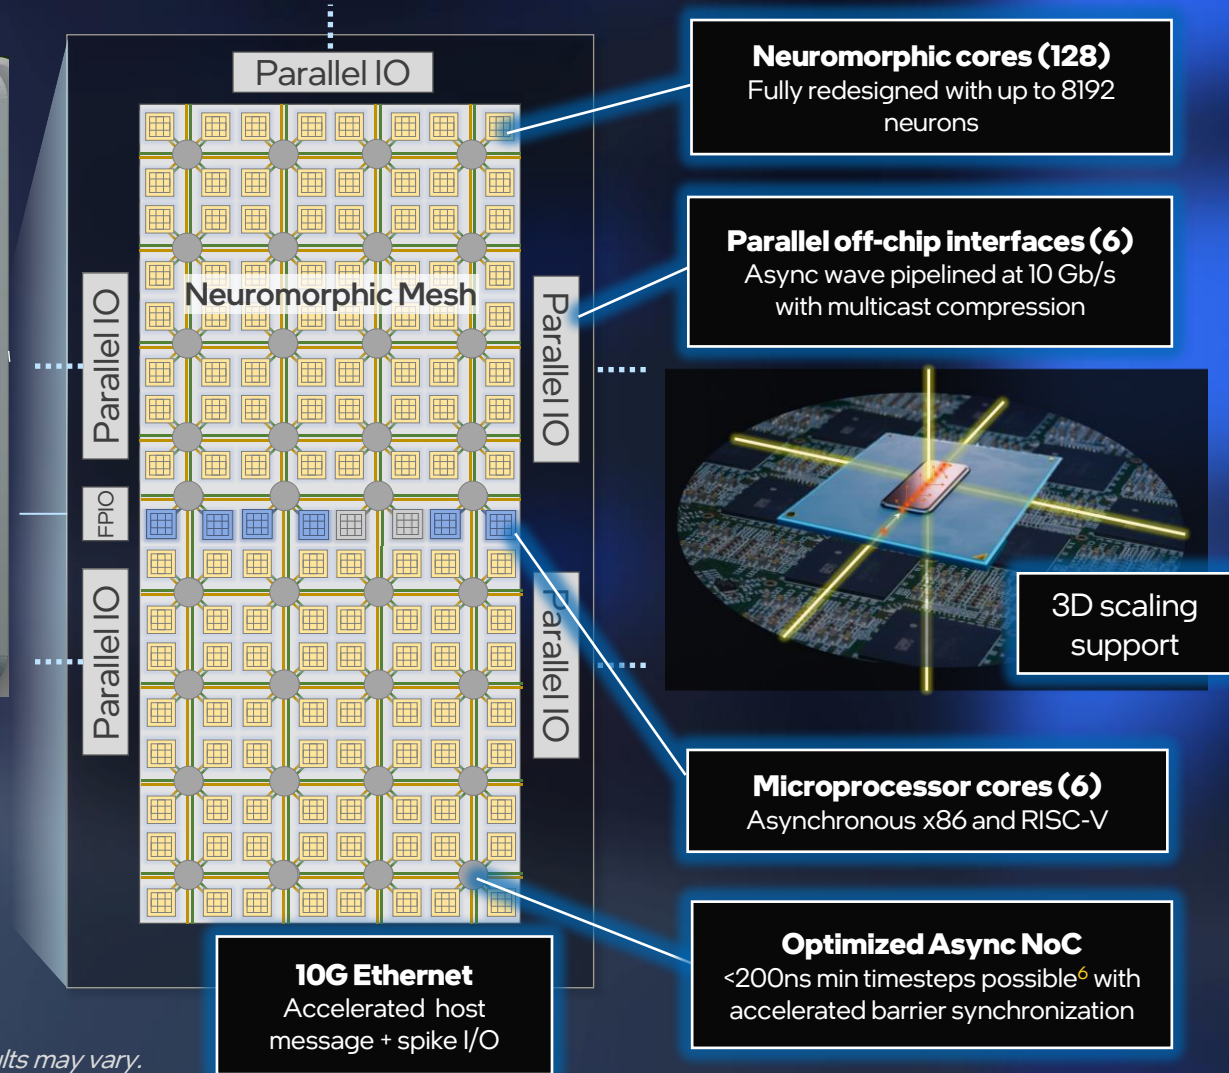 Parallel IO
Neuromorphic cores (128)
Fully redesigned with up to 8192
neurons
Parallel off-chip interfaces (6)
Async wave pipelined at 10 Gb/s
with multicast compression
Neuromorphic Mesh
Parallel IO
Parallel IO
FPIO
Parallel IO
Parallel IO
3D scaling
support
Microprocessor cores (6)
Asynchronous x86 and RISC-V
Optimized Async NoC
<200ns min timesteps possible6 with
accelerated barrier synchronization
10G Ethernet
Accelerated host
message + spike I/O
may vary.